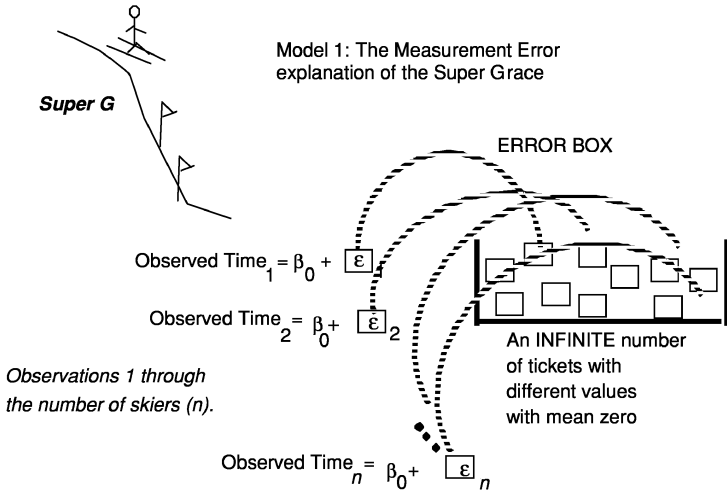 Model 1: The Measurement Error
explanation of the Super Grace
Super G
ERROR BOX
Observed Time1= β0 + ε
Observed Time2= β0+ ε2
An INFINITE number
of tickets with
different values
with mean zero
Observations 1 through
the number of skiers (n).
Observed Timen= β0+ εn